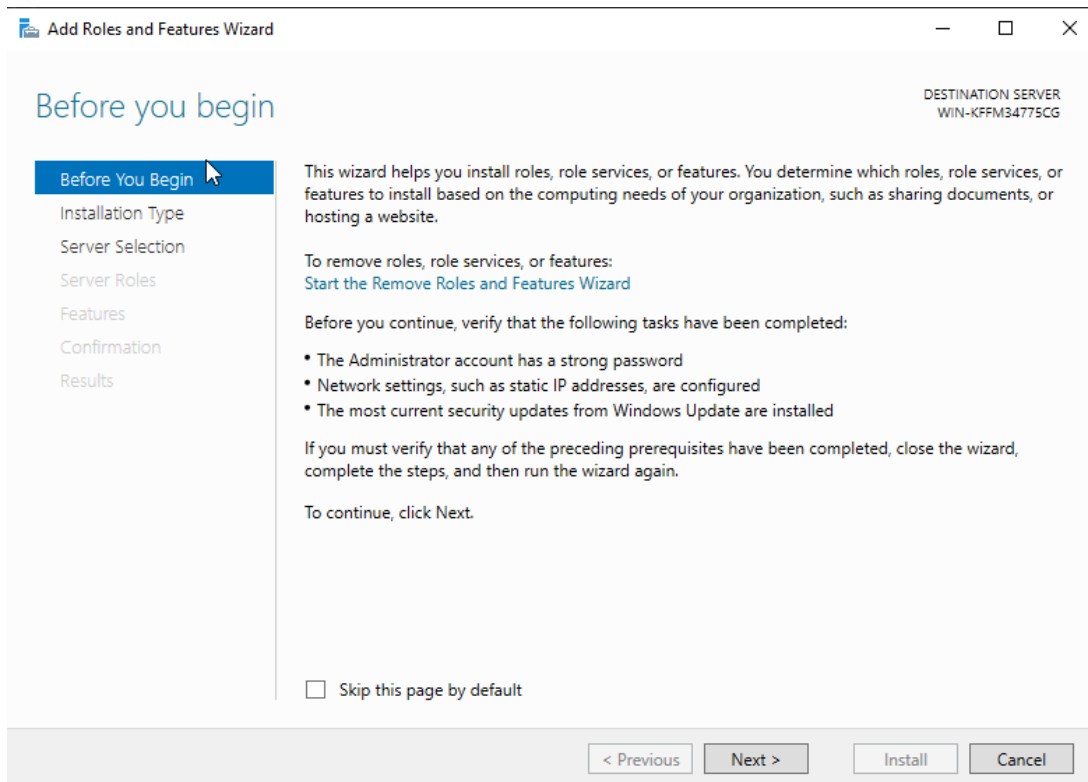 Add Roles and Features Wizard
Before you begin
DESTINATION SERVER
WIN-KFFM34775CG
Before You Begin
Installation Type
Server Selection
Server Roles
Features
Confirmation
Results
This wizard helps you install roles, role services, or features. You determine which roles, role services, or
features to install based on the computing needs of your organization, such as sharing documents, or
hosting a website.
To remove roles, role services, or features:
Start the Remove Roles and Features Wizard
Before you continue, verify that the following tasks have been completed:
• The Administrator account has a strong password
• Network settings, such as static IP addresses, are configured
• The most current security updates from Windows Update are installed
If you must verify that any of the preceding prerequisites have been completed, close the wizard,
complete the steps, and then run the wizard again.
To continue, click Next.
Skip this page by default
< Previous
Next >
Install
Cancel